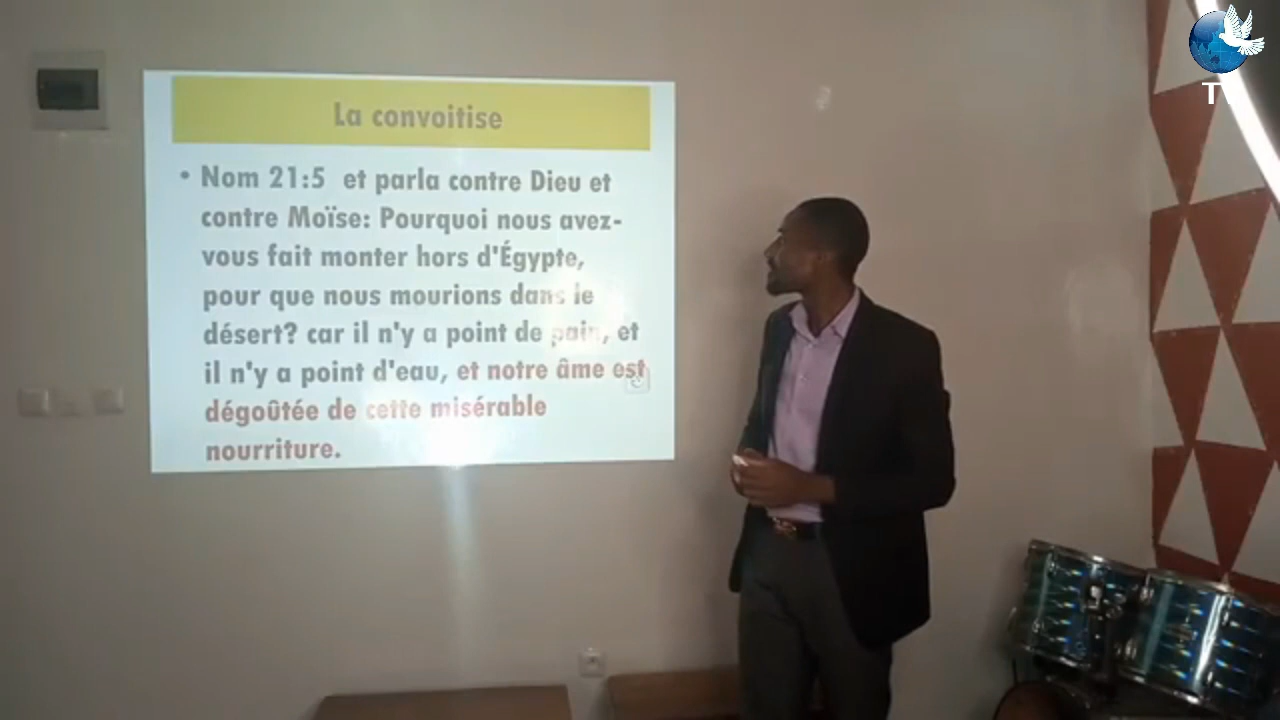 La convoitise
• Nom 21:5 et parla contre Dieu et
contre Moïse: Pourquoi nous avez-
vous fait monter hors d'Égypte,
pour que nous mourions dans le
désert? car il n'y a point de pain, et
il n'y a point d'eau, et notre âme est
dégoûtée de cette misérable
nourriture.